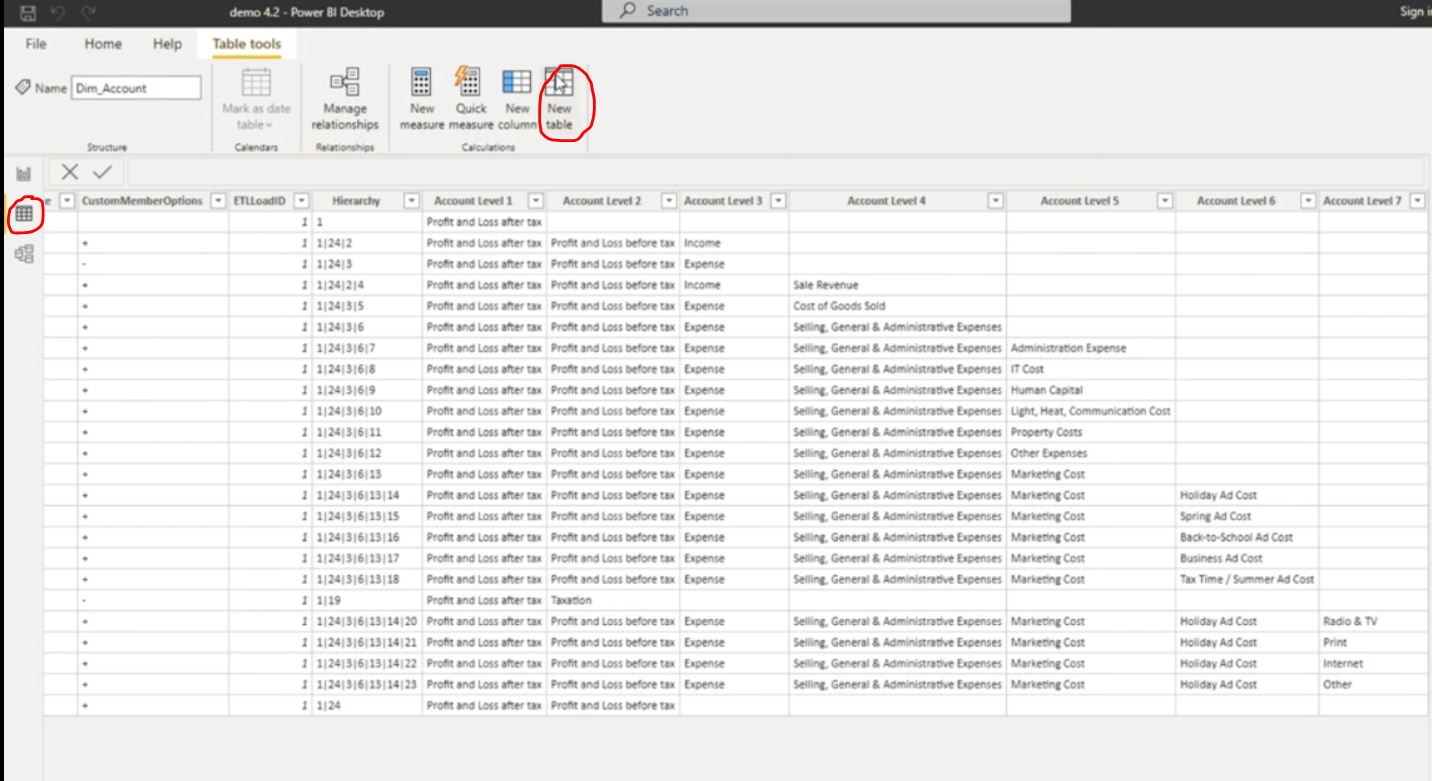 demo 4.2 - Power BI Desktop Search Sign i
File Home Help Table tools
Name Dim_Account
Mark as date table
Manage relationships
New measure
Quick measure
New column
New table
Structure Calendars Relationships Calculations
e CustomMemberOptions ETLLoadID Hierarchy Account Level 1 Account Level 2 Account Level 3 Account Level 4 Account Level 5 Account Level 6 Account Level 7
1 1 Profit and Loss after tax
+ 1 1|24|2 Profit and Loss after tax Profit and Loss before tax Income
- 1 1|24|3 Profit and Loss after tax Profit and Loss before tax Expense
+ 1 1|24|2|4 Profit and Loss after tax Profit and Loss before tax Income Sale Revenue
+ 1 1|24|3|5 Profit and Loss after tax Profit and Loss before tax Expense Cost of Goods Sold
+ 1 1|24|3|6 Profit and Loss after tax Profit and Loss before tax Expense Selling, General & Administrative Expenses
+ 1 1|24|3|6|7 Profit and Loss after tax Profit and Loss before tax Expense Selling, General & Administrative Expenses Administration Expense
+ 1 1|24|3|6|8 Profit and Loss after tax Profit and Loss before tax Expense Selling, General & Administrative Expenses IT Cost
+ 1 1|24|3|6|9 Profit and Loss after tax Profit and Loss before tax Expense Selling, General & Administrative Expenses Human Capital
+ 1 1|24|3|6|10 Profit and Loss after tax Profit and Loss before tax Expense Selling, General & Administrative Expenses Light, Heat, Communication Cost
+ 1 1|24|3|6|11 Profit and Loss after tax Profit and Loss before tax Expense Selling, General & Administrative Expenses Property Costs
+ 1 1|24|3|6|12 Profit and Loss after tax Profit and Loss before tax Expense Selling, General & Administrative Expenses Other Expenses
+ 1 1|24|3|6|13 Profit and Loss after tax Profit and Loss before tax Expense Selling, General & Administrative Expenses Marketing Cost
+ 1 1|24|3|6|13|14 Profit and Loss after tax Profit and Loss before tax Expense Selling, General & Administrative Expenses Marketing Cost Holiday Ad Cost
+ 1 1|24|3|6|13|15 Profit and Loss after tax Profit and Loss before tax Expense Selling, General & Administrative Expenses Marketing Cost Spring Ad Cost
+ 1 1|24|3|6|13|16 Profit and Loss after tax Profit and Loss before tax Expense Selling, General & Administrative Expenses Marketing Cost Back-to-School Ad Cost
+ 1 1|24|3|6|13|17 Profit and Loss after tax Profit and Loss before tax Expense Selling, General & Administrative Expenses Marketing Cost Business Ad Cost
+ 1 1|24|3|6|13|18 Profit and Loss after tax Profit and Loss before tax Expense Selling, General & Administrative Expenses Marketing Cost Tax Time / Summer Ad Cost
- 1 1|19 Profit and Loss after tax Taxation
+ 1 1|24|3|6|13|14|20 Profit and Loss after tax Profit and Loss before tax Expense Selling, General & Administrative Expenses Marketing Cost Holiday Ad Cost Radio & TV
+ 1 1|24|3|6|13|14|21 Profit and Loss after tax Profit and Loss before tax Expense Selling, General & Administrative Expenses Marketing Cost Holiday Ad Cost Print
+ 1 1|24|3|6|13|14|22 Profit and Loss after tax Profit and Loss before tax Expense Selling, General & Administrative Expenses Marketing Cost Holiday Ad Cost Internet
+ 1 1|24|3|6|13|14|23 Profit and Loss after tax Profit and Loss before tax Expense Selling, General & Administrative Expenses Marketing Cost Holiday Ad Cost Other
+ 1 1|24 Profit and Loss after tax Profit and Loss before tax